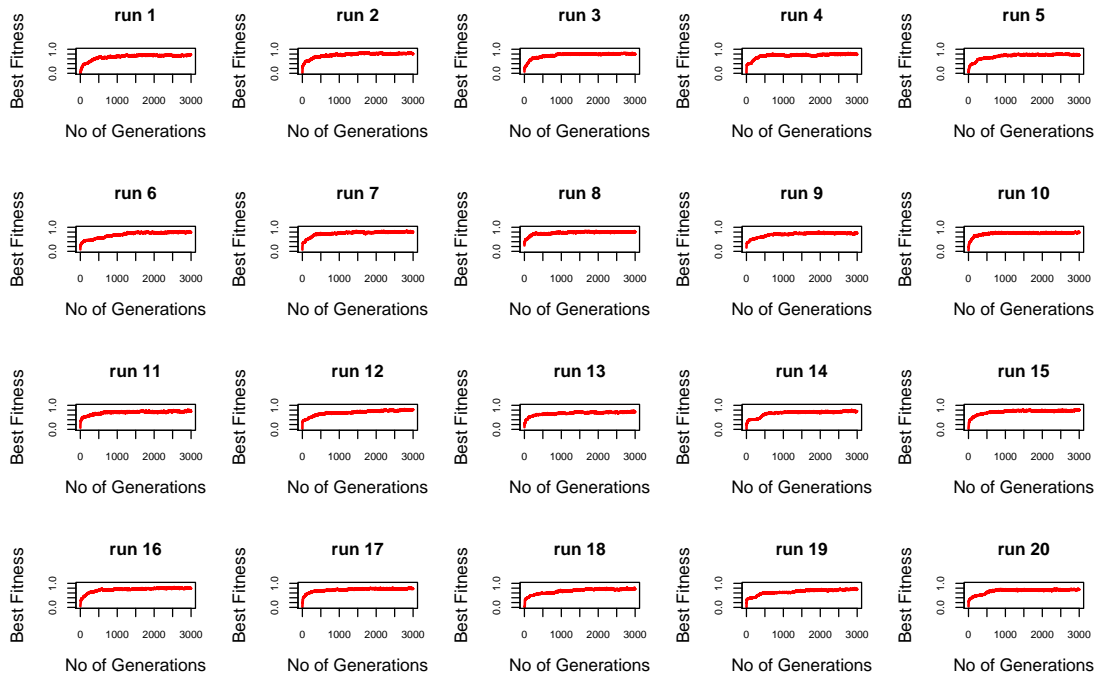 run 1
Best Fitness
0.0 1.0
0 1000 2000 3000
No of Generations
run 2
Best Fitness
0.0 1.0
0 1000 2000 3000
No of Generations
run 3
Best Fitness
0.0 1.0
0 1000 2000 3000
No of Generations
run 4
Best Fitness
0.0 1.0
0 1000 2000 3000
No of Generations
run 5
Best Fitness
0.0 1.0
0 1000 2000 3000
No of Generations
run 6
Best Fitness
0.0 1.0
0 1000 2000 3000
No of Generations
run 7
Best Fitness
0.0 1.0
0 1000 2000 3000
No of Generations
run 8
Best Fitness
0.0 1.0
0 1000 2000 3000
No of Generations
run 9
Best Fitness
0.0 1.0
0 1000 2000 3000
No of Generations
run 10
Best Fitness
0.0 1.0
0 1000 2000 3000
No of Generations
run 11
Best Fitness
0.0 1.0
0 1000 2000 3000
No of Generations
run 12
Best Fitness
0.0 1.0
0 1000 2000 3000
No of Generations
run 13
Best Fitness
0.0 1.0
0 1000 2000 3000
No of Generations
run 14
Best Fitness
0.0 1.0
0 1000 2000 3000
No of Generations
run 15
Best Fitness
0.0 1.0
0 1000 2000 3000
No of Generations
run 16
Best Fitness
0.0 1.0
0 1000 2000 3000
No of Generations
run 17
Best Fitness
0.0 1.0
0 1000 2000 3000
No of Generations
run 18
Best Fitness
0.0 1.0
0 1000 2000 3000
No of Generations
run 19
Best Fitness
0.0 1.0
0 1000 2000 3000
No of Generations
run 20
Best Fitness
0.0 1.0
0 1000 2000 3000
No of Generations